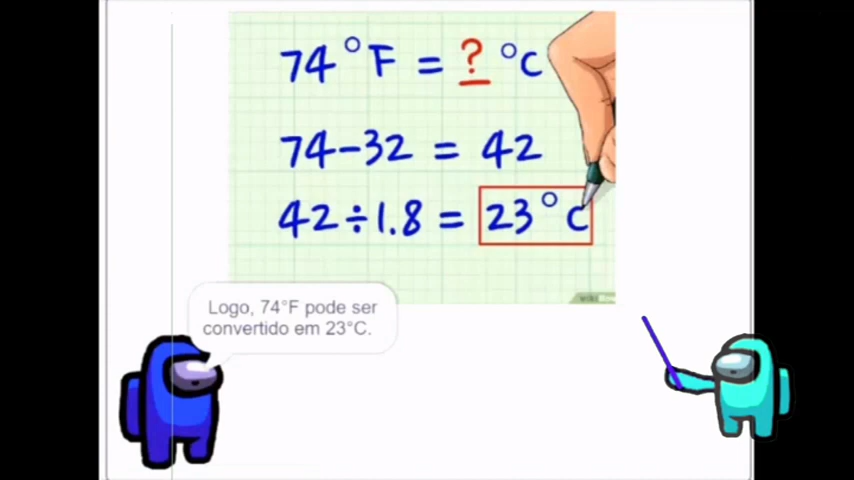 74°F = ? °C
74-32 = 42
42÷1.8 = 23°C
Logo, 74°F pode ser
convertido em 23°C.